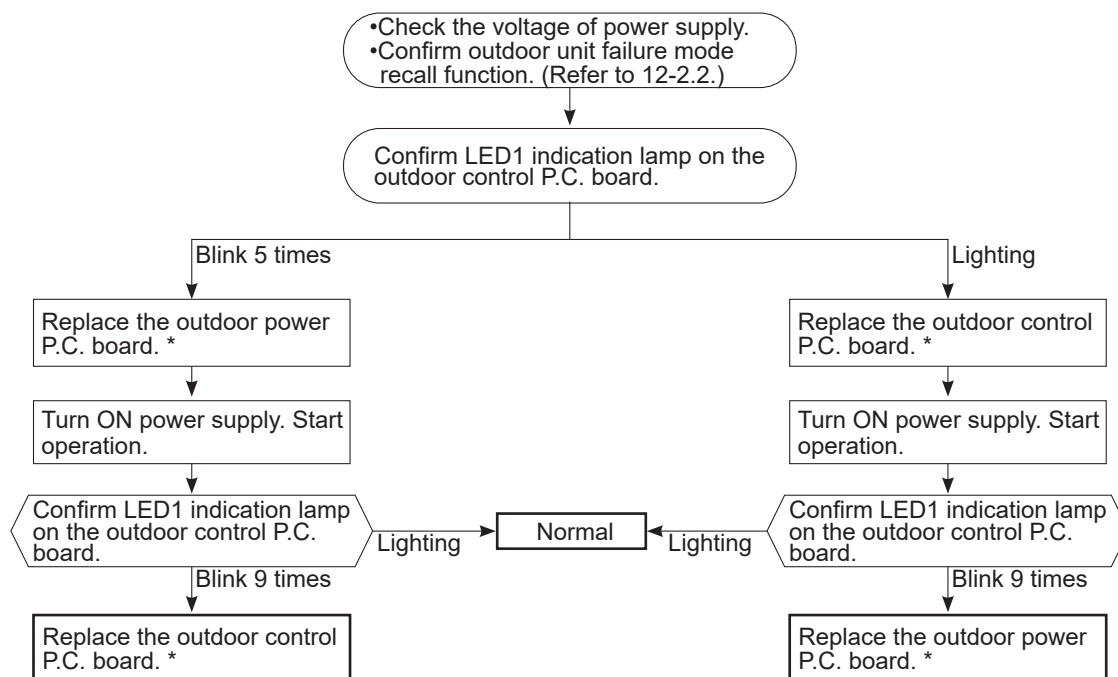 •Check the voltage of power supply.
•Confirm outdoor unit failure mode
recall function. (Refer to 12-2.2.)
Confirm LED1 indication lamp on the
outdoor control P.C. board.
Blink 5 times
Lighting
Replace the outdoor power
P.C. board. *
Replace the outdoor control
P.C. board. *
Turn ON power supply. Start
operation.
Turn ON power supply. Start
operation.
Confirm LED1 indication lamp
on the outdoor control P.C.
board.
Lighting
Normal
Lighting
Confirm LED1 indication lamp
on the outdoor control P.C.
board.
Blink 9 times
Blink 9 times
Replace the outdoor control
P.C. board. *
Replace the outdoor power
P.C. board. *